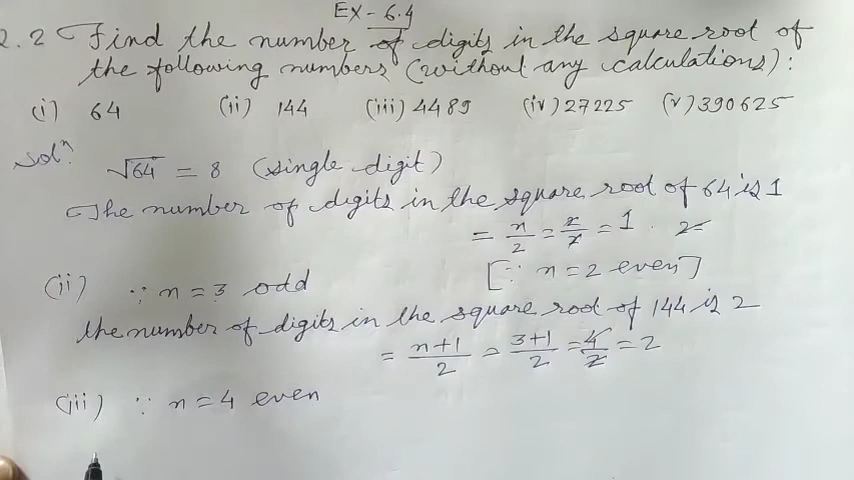 Ex-6.4
2.2 Find the number of digits in the square root of
the following numbers (without any calculations):
(i) 64 (ii) 144 (iii) 4489 (iv) 27225 (v) 390625
Solⁿ √64 = 8 (single digit)
The number of digits in the square root of 64 is 1
= n/2 = 2/2 = 1 . 2
[∵ n = 2 even]
(ii) ∵ n = 3 odd
the number of digits in the square root of 144 is 2
= n+1/2 = 3+1/2 = 4/2 = 2
(iii) ∵ n = 4 even